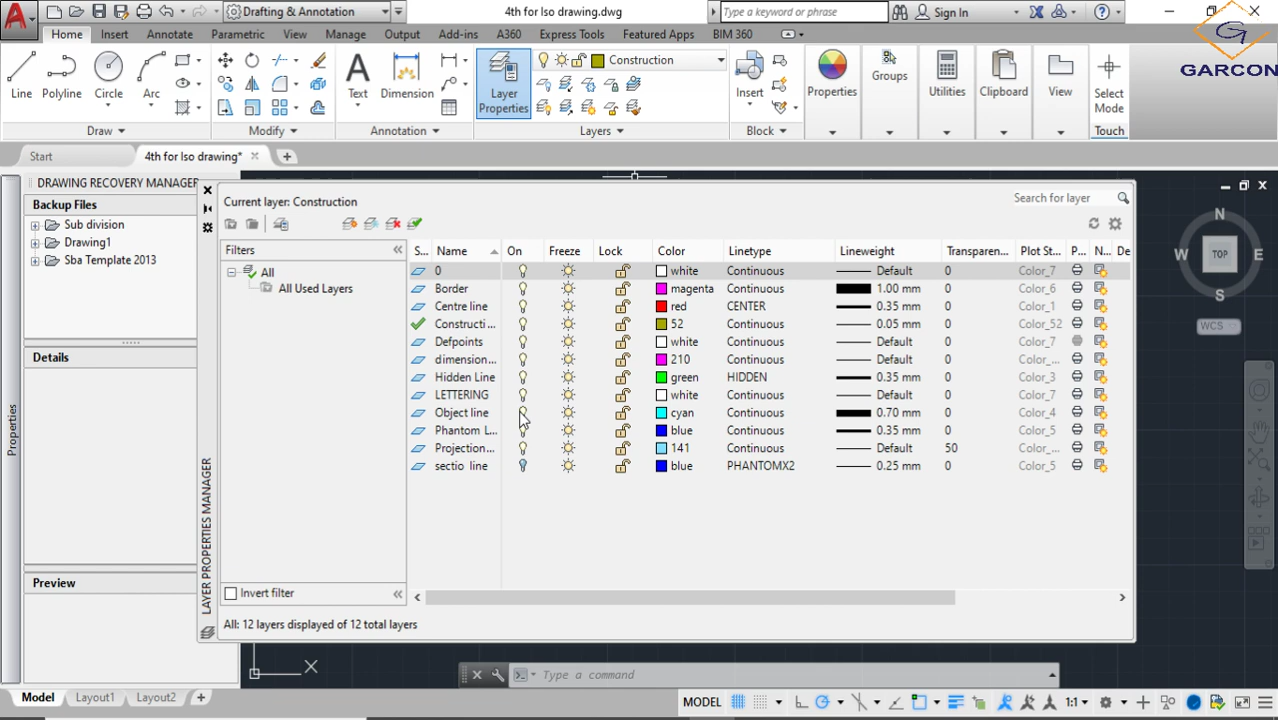 Drafting & Annotation
4th for Iso drawing.dwg
Type a keyword or phrase
Sign In
Home
Insert
Annotate
Parametric
View
Manage
Output
Add-ins
A360
Express Tools
Featured Apps
BIM 360
G
GARCON
Line
Polyline
Circle
Arc
Text
Dimension
Layer
Properties
Construction
Insert
Properties
Groups
Utilities
Clipboard
View
Select
Mode
Draw
Modify
Annotation
Layers
Block
Touch
Start
4th for Iso drawing*
DRAWING RECOVERY MANAGER
Backup Files
Sub division
Drawing1
Sba Template 2013
Details
Preview
Properties
LAYER PROPERTIES MANAGER
Current layer: Construction
Search for layer
Filters
All
All Used Layers
Invert filter
S... Name On Freeze Lock Color Linetype Lineweight Transparen... Plot St... P... N... De
0 white Continuous Default 0 Color_7
Border magenta Continuous 1.00 mm 0 Color_6
Centre line red CENTER 0.35 mm 0 Color_1
Constructi... 52 Continuous 0.05 mm 0 Color_52
Defpoints white Continuous Default 0 Color_7
dimension... 210 Continuous Default 0 Color_...
Hidden Line green HIDDEN 0.35 mm 0 Color_3
LETTERING white Continuous Default 0 Color_7
Object line cyan Continuous 0.70 mm 0 Color_4
Phantom L... blue Continuous 0.35 mm 0 Color_5
Projection... 141 Continuous Default 50 Color_...
sectio line blue PHANTOMX2 0.25 mm 0 Color_5
All: 12 layers displayed of 12 total layers
N
W TOP E
S
WCS
X
Type a command
Model
Layout1
Layout2
MODEL
1:1